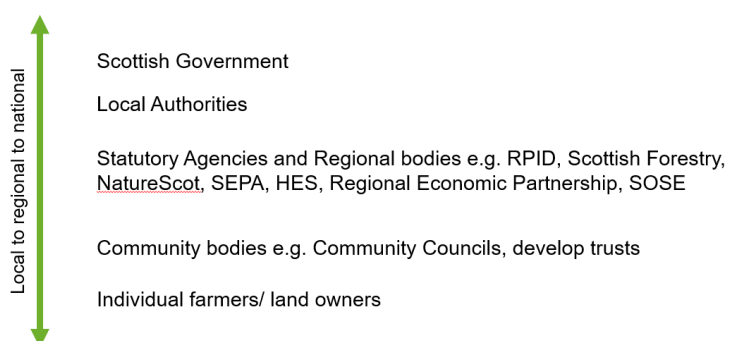 Local to regional to national
Scottish Government
Local Authorities
Statutory Agencies and Regional bodies e.g. RPID, Scottish Forestry,
NatureScot, SEPA, HES, Regional Economic Partnership, SOSE
Community bodies e.g. Community Councils, develop trusts
Individual farmers/ land owners